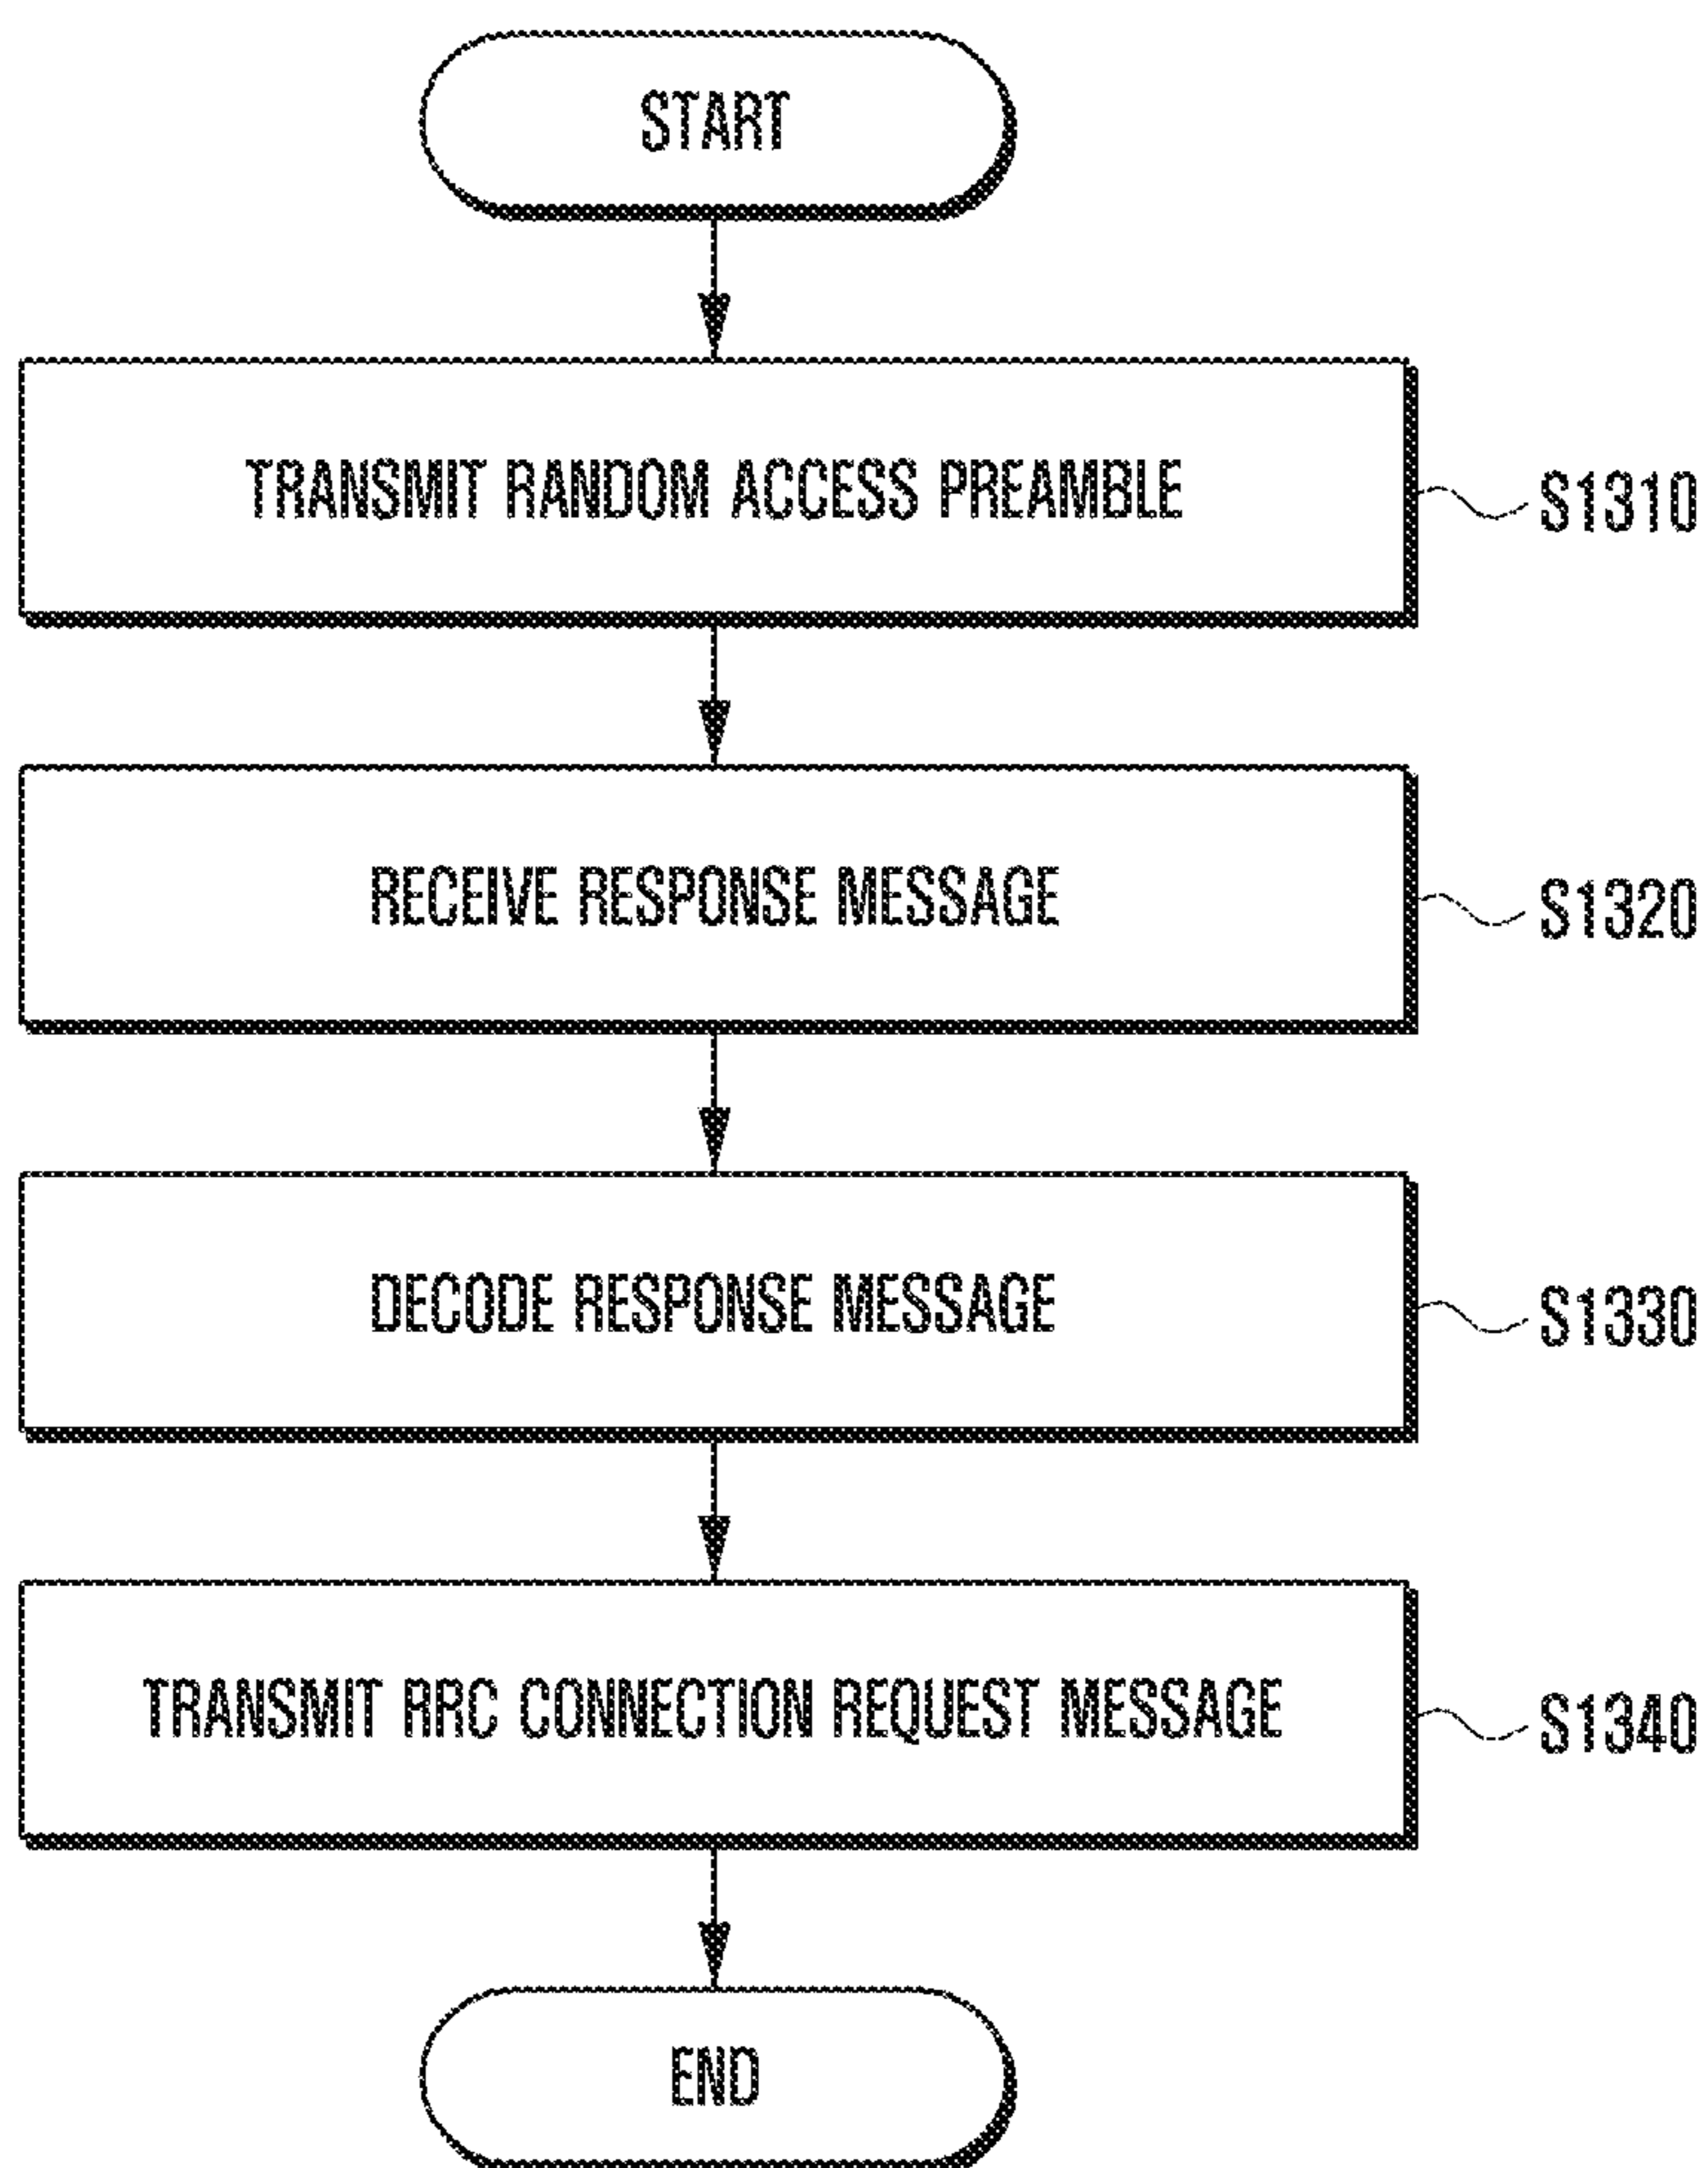 START
TRANSMIT RANDOM ACCESS PREAMBLE
S1310
RECEIVE RESPONSE MESSAGE
S1320
DECODE RESPONSE MESSAGE
S1330
TRANSMIT RRC CONNECTION REQUEST MESSAGE
S1340
END